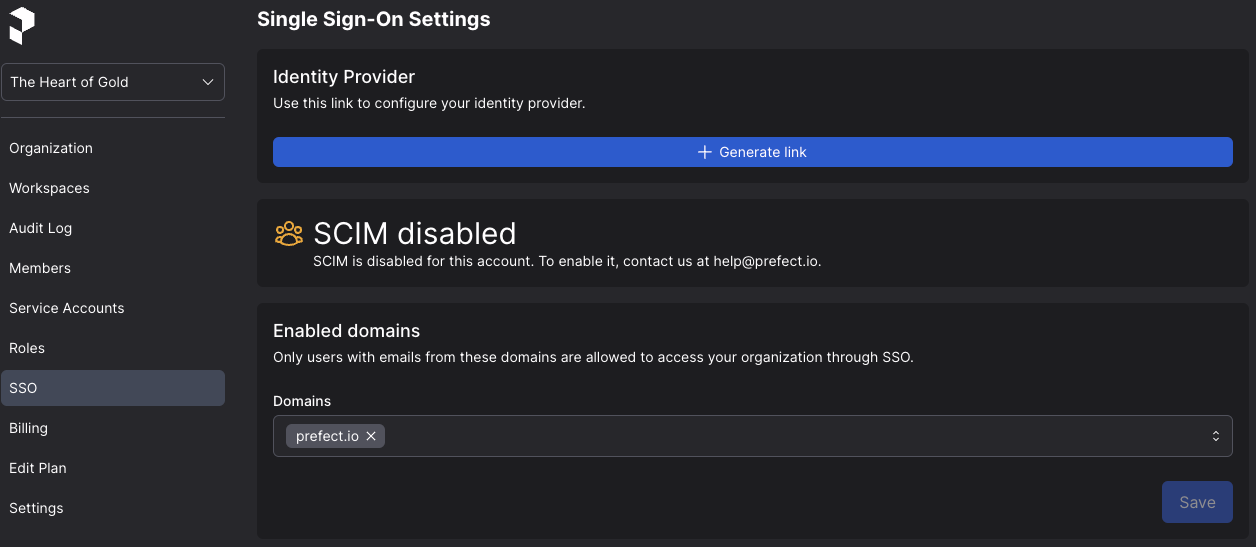 The Heart of Gold
Organization
Workspaces
Audit Log
Members
Service Accounts
Roles
SSO
Billing
Edit Plan
Settings
Single Sign-On Settings
Identity Provider
Use this link to configure your identity provider.
Generate link
SCIM disabled
SCIM is disabled for this account. To enable it, contact us at help@prefect.io.
Enabled domains
Only users with emails from these domains are allowed to access your organization through SSO.
Domains
prefect.io
Save